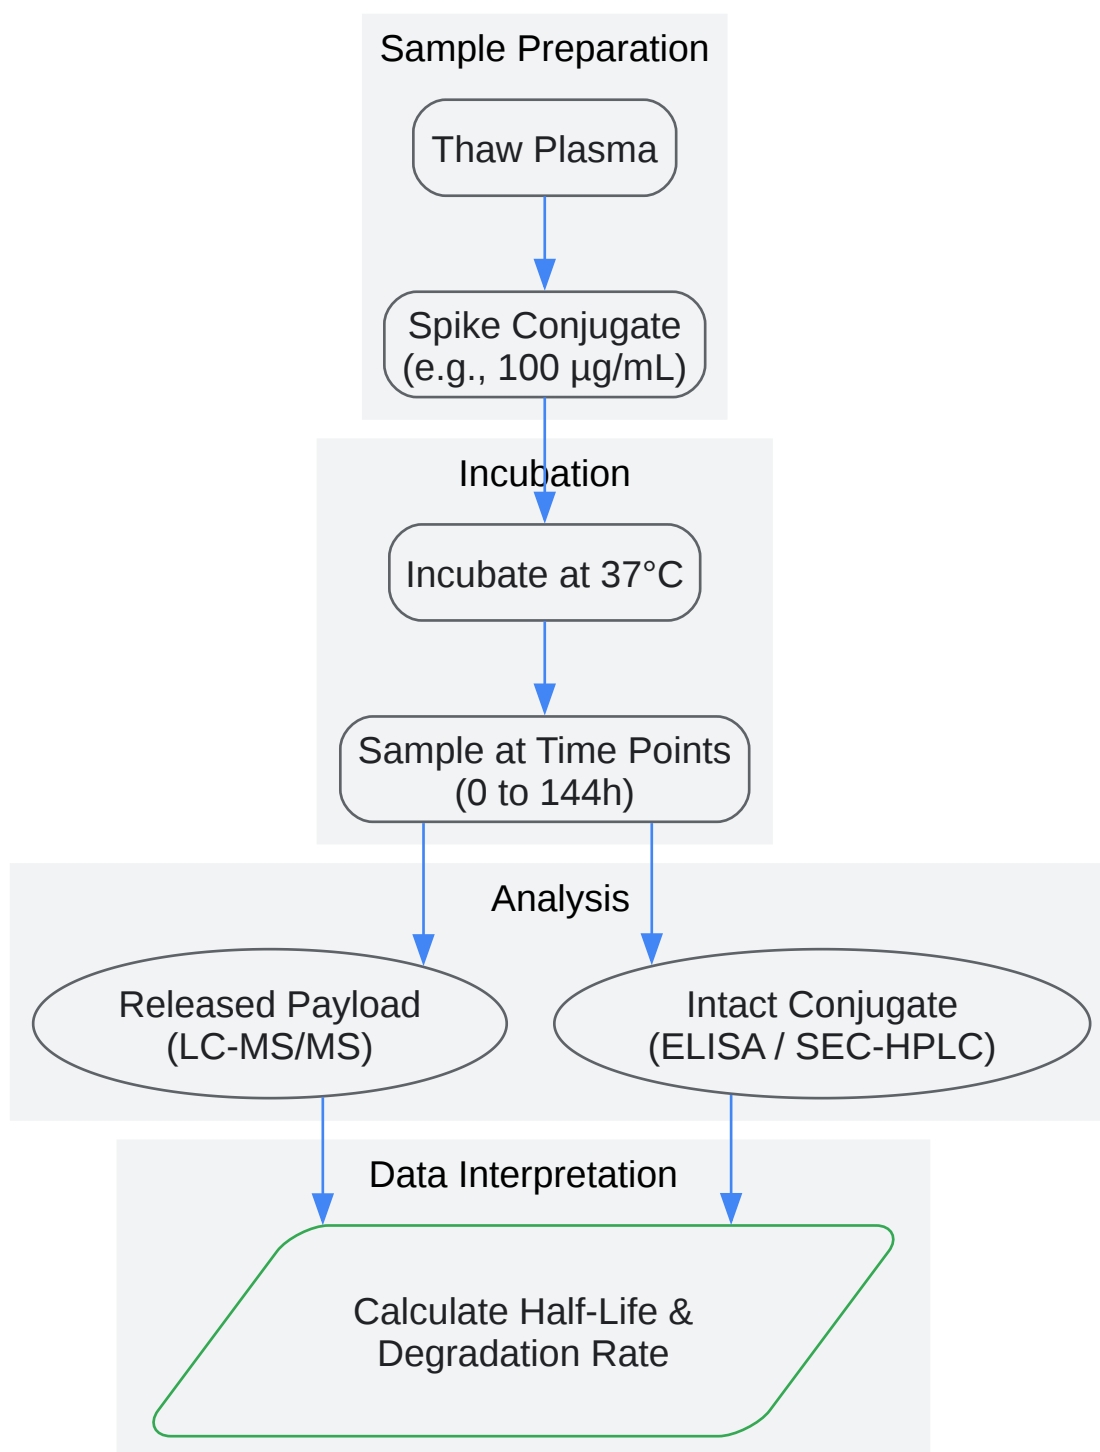 Sample Preparation
Thaw Plasma
Spike Conjugate
(e.g., 100 µg/mL)
Incubation
Incubate at 37°C
Sample at Time Points
(0 to 144h)
Analysis
Released Payload
(LC-MS/MS)
Intact Conjugate
(ELISA / SEC-HPLC)
Data Interpretation
Calculate Half-Life &
Degradation Rate